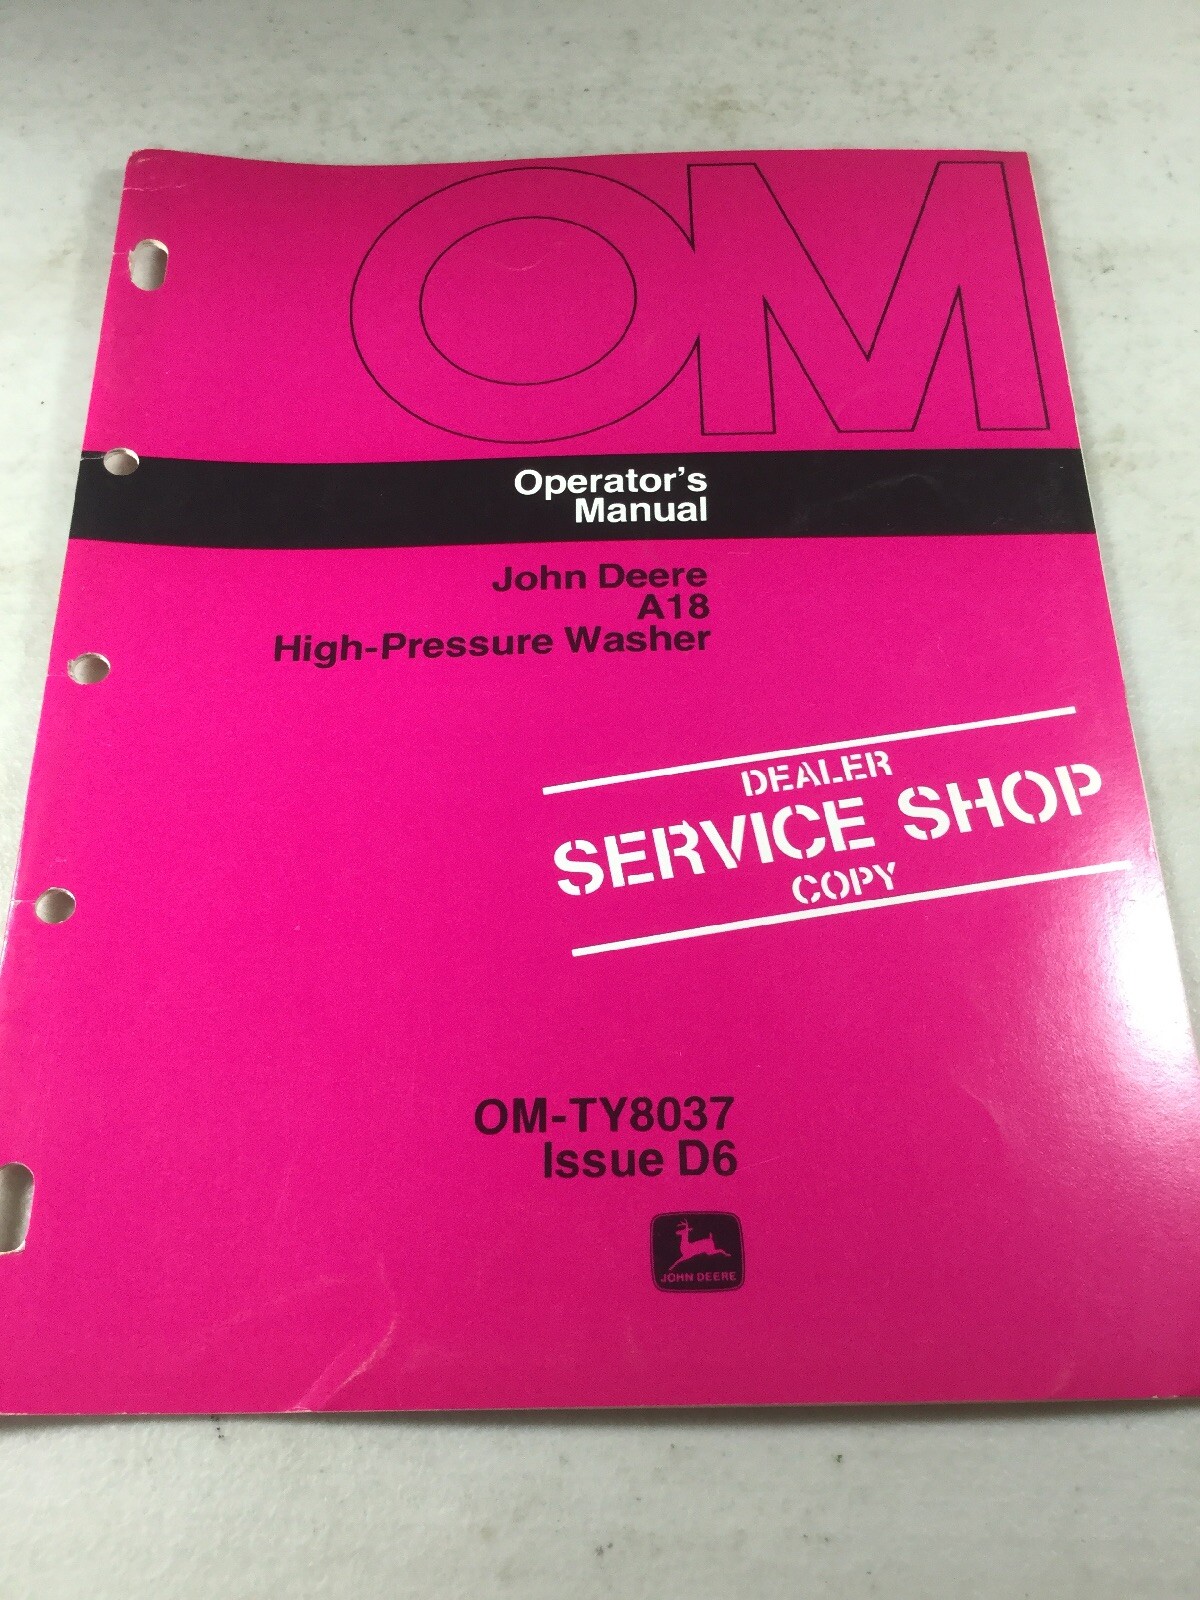 OM
Operator's
Manual
John Deere
A18
High-Pressure Washer
DEALER
SERVICE SHOP
COPY
OM-TY8037
Issue D6
JOHN DEERE